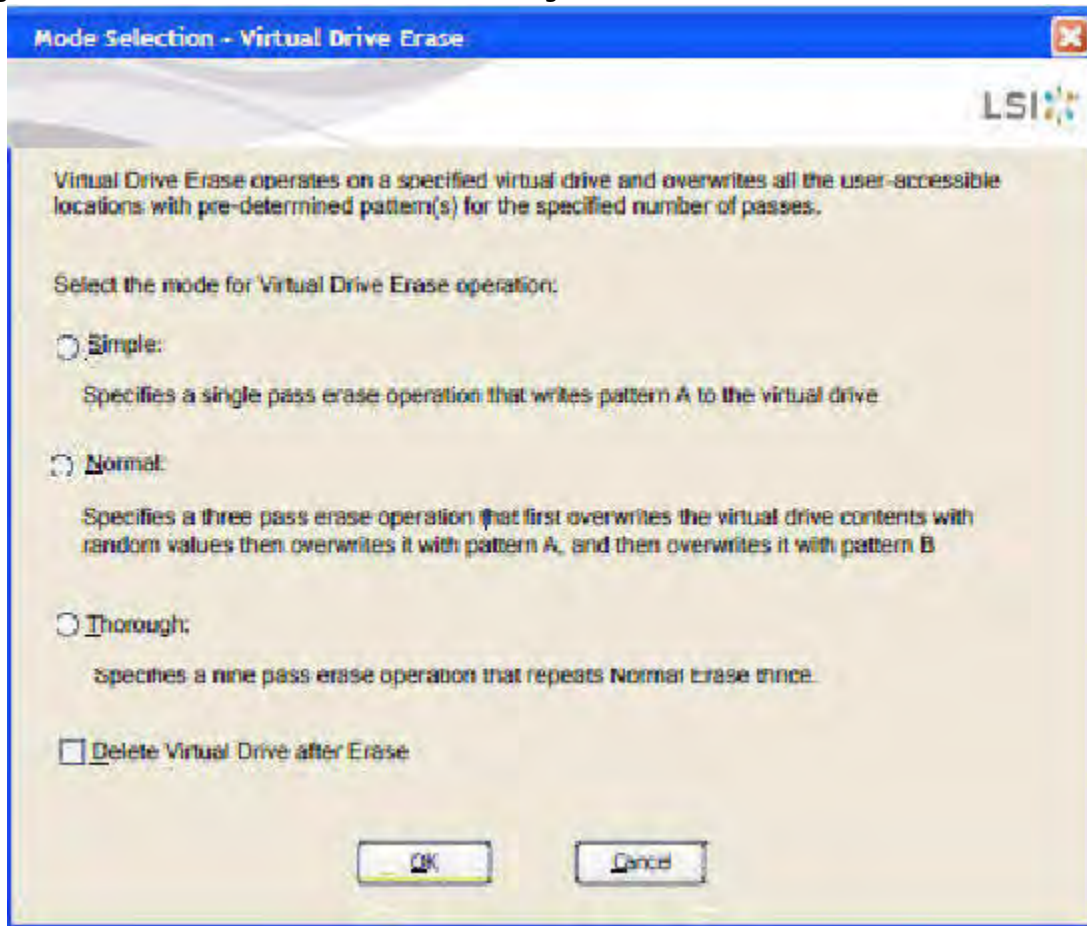 Mode Selection - Virtual Drive Erase
LSI
Virtual Drive Erase operates on a specified virtual drive and overwrites all the user-accessible
locations with pre-determined pattern(s) for the specified number of passes.
Select the mode for Virtual Drive Erase operation:
Simple:
Specifies a single pass erase operation that writes pattern A to the virtual drive
Normal:
Specifies a three pass erase operation that first overwrites the virtual drive contents with
random values then overwrites it with pattern A, and then overwrites it with pattern B
Thorough:
Specifies a nine pass erase operation that repeats Normal Erase thrice.
Delete Virtual Drive after Erase
OK
Cancel